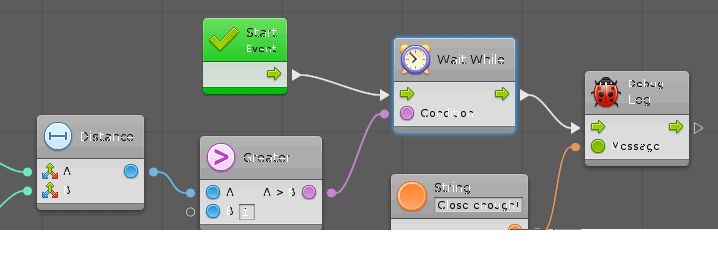 Start
Event
Wait While
Condition
Debug
Log
Message
Distance
A
B
Greater
A
A > B
B
1
String
Close enough!